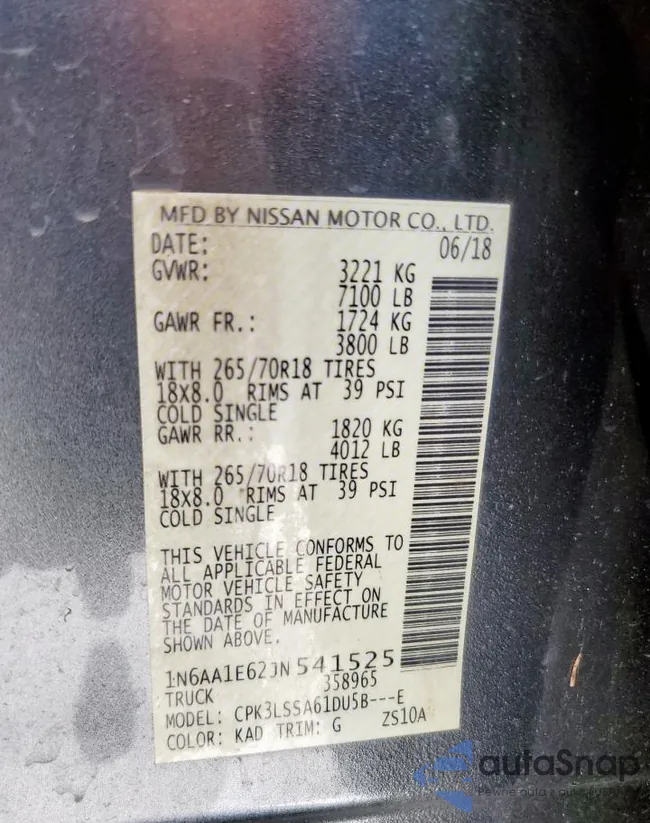 MFD BY NISSAN MOTOR CO., LTD.
DATE: 06/18
GVWR: 3221 KG
7100 LB
GAWR FR.: 1724 KG
3800 LB
WITH 265/70R18 TIRES
18X8.0 RIMS AT 39 PSI
COLD SINGLE
GAWR RR.: 1820 KG
4012 LB
WITH 265/70R18 TIRES
18X8.0 RIMS AT 39 PSI
COLD SINGLE
THIS VEHICLE CONFORMS TO
ALL APPLICABLE FEDERAL
MOTOR VEHICLE SAFETY
STANDARDS IN EFFECT ON
THE DATE OF MANUFACTURE
SHOWN ABOVE.
1N6AA1E62JN541525
TRUCK 358965
MODEL: CPK3LSSA61DU5B---E
COLOR: KAD TRIM: G ZS10A
autaSnap
Pewne auta z